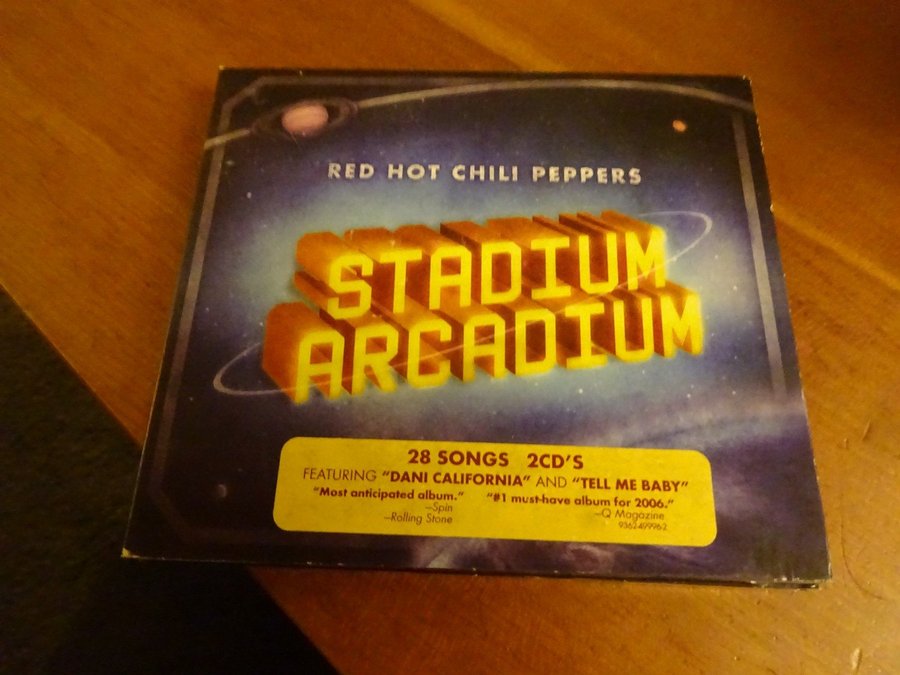 RED HOT CHILI PEPPERS
STADIUM
ARCADIUM
28 SONGS 2CD'S
FEATURING "DANI CALIFORNIA" AND "TELL ME BABY"
"Most anticipated album." "#1 must-have album for 2006."
—Spin —Q Magazine
—Rolling Stone 9362499962